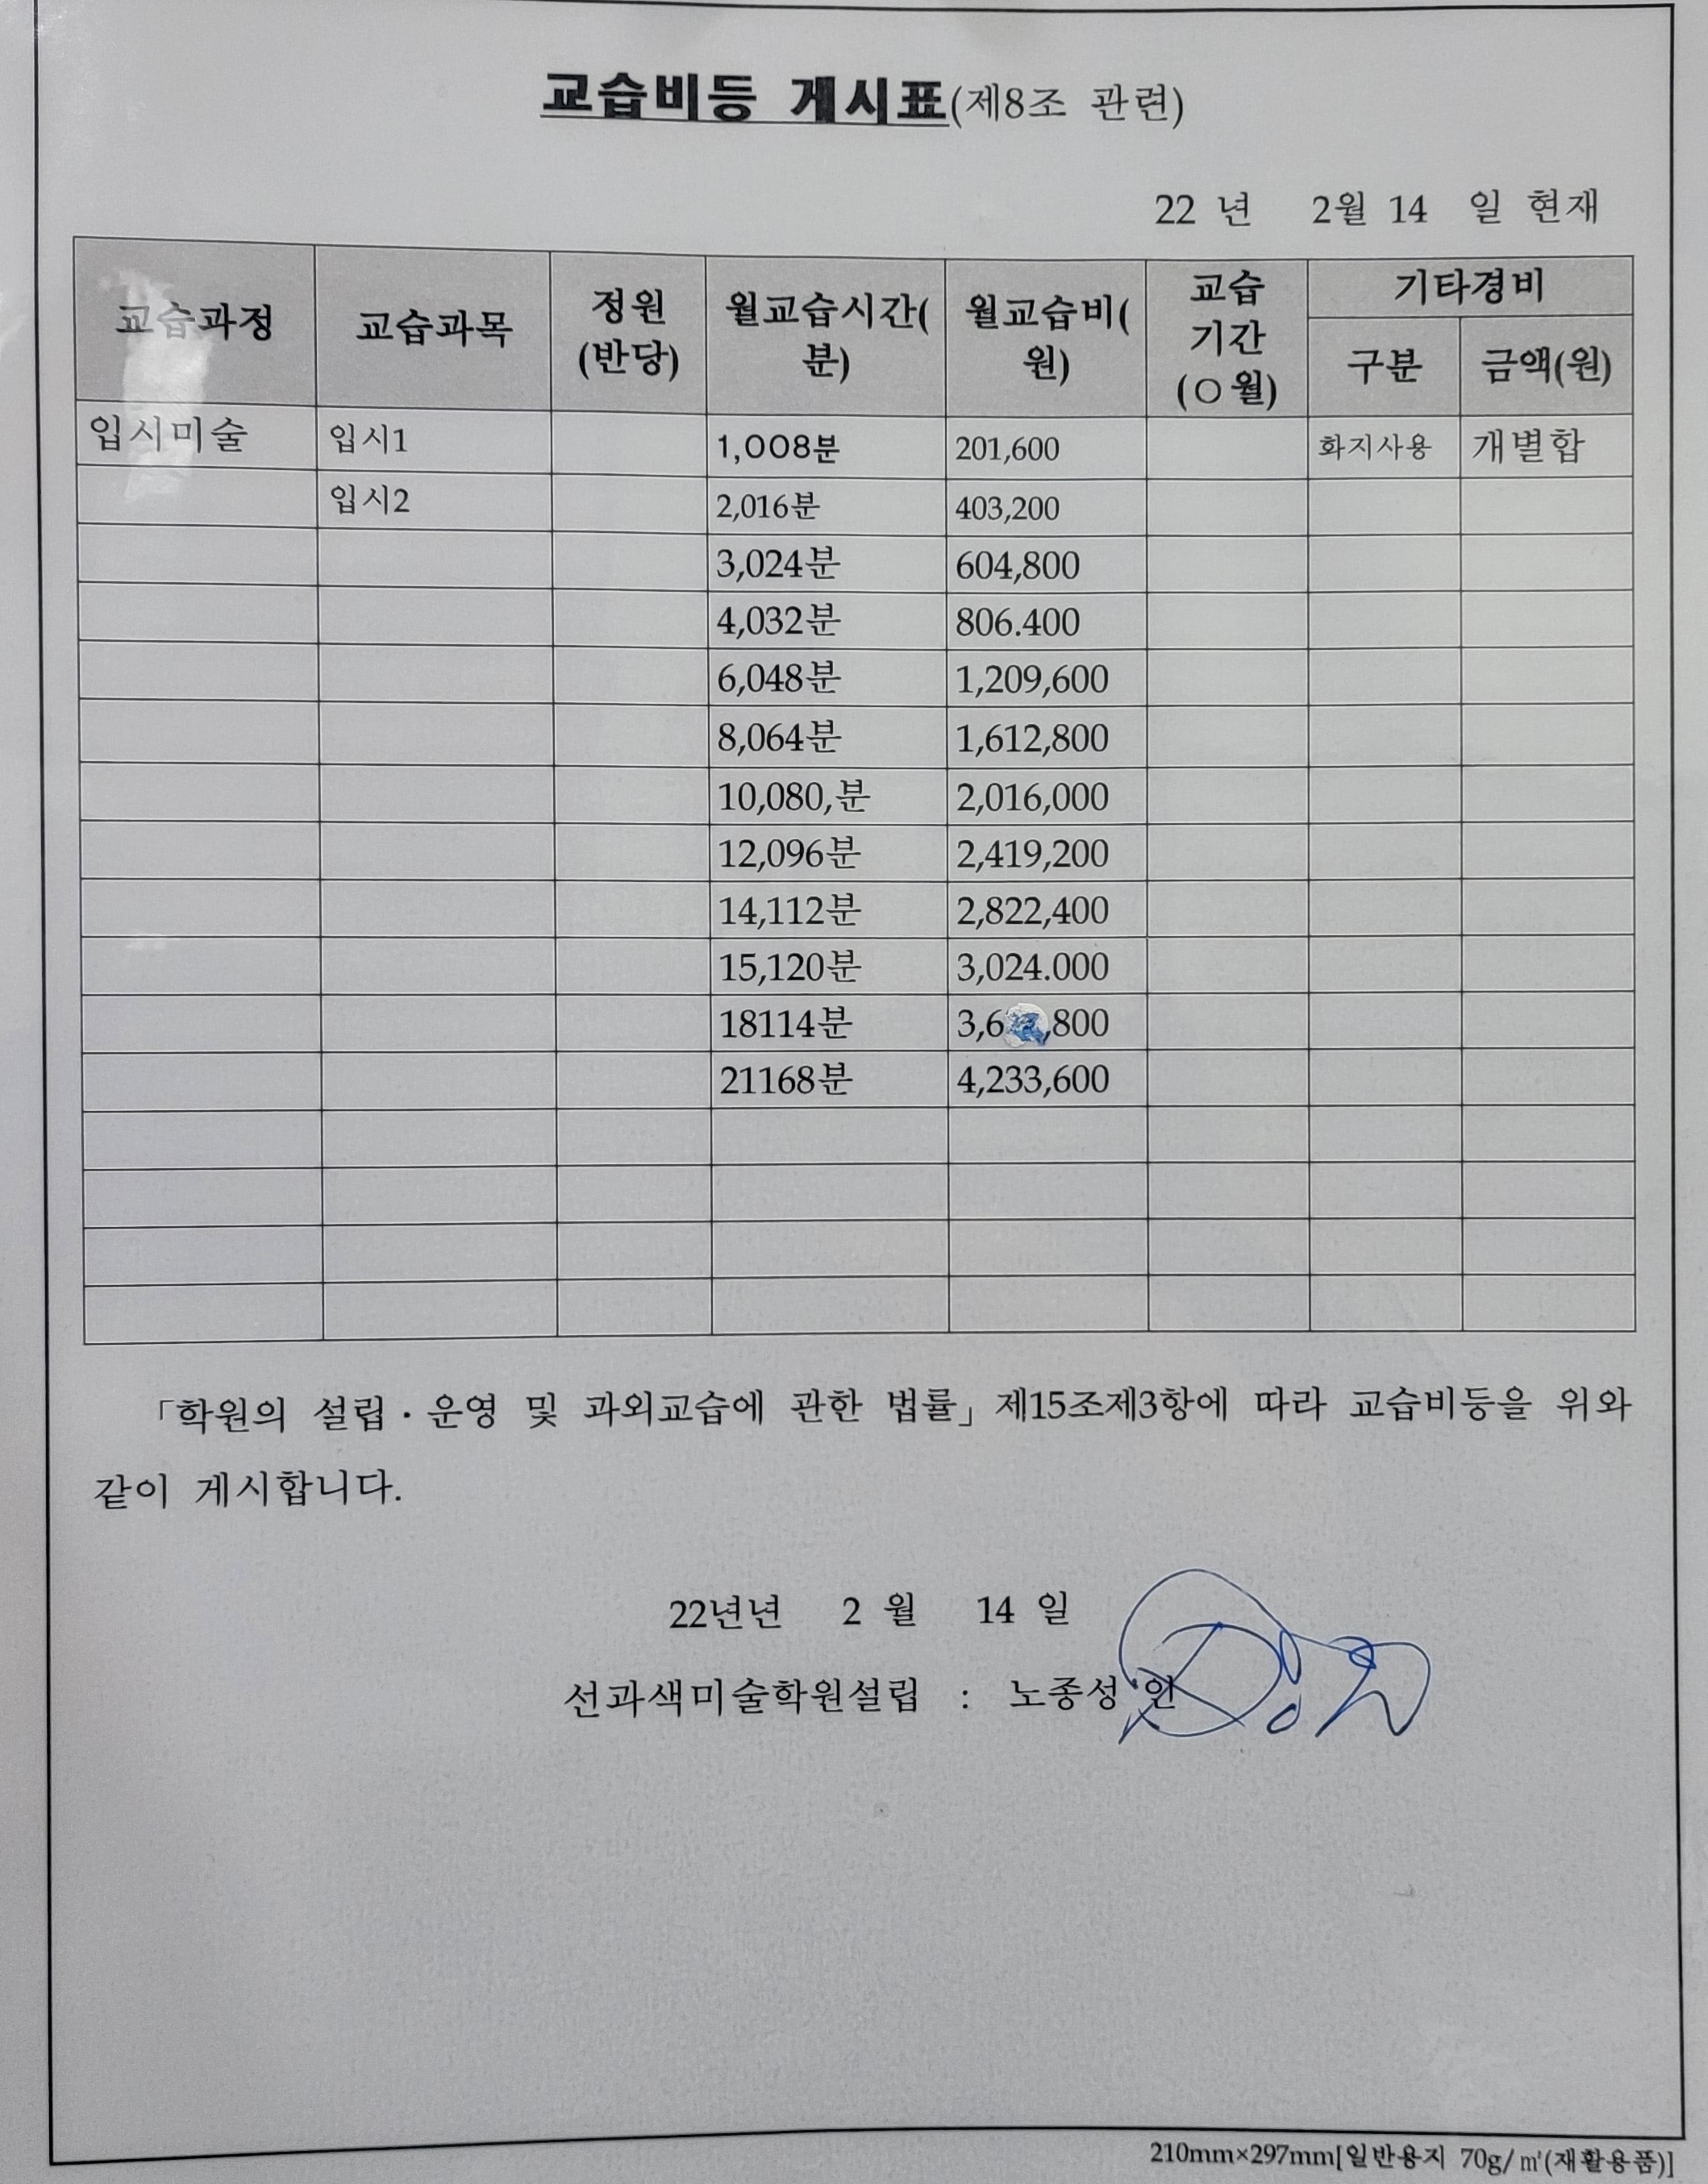 교습비등 게시표(제8조 관련)
22 년 2월 14 일 현재
교습과정 교습과목 정원 (반당) 월교습시간( 분) 월교습비( 원) 교습 기간 (○월) 기타경비
구분 금액(원)
입시미술 입시1 1,008분 201,600 화지사용 개별합
입시2 2,016분 403,200
3,024분 604,800
4,032분 806.400
6,048분 1,209,600
8,064분 1,612,800
10,080,분 2,016,000
12,096분 2,419,200
14,112분 2,822,400
15,120분 3,024.000
18114분
21168분 4,233,600
「학원의 설립·운영 및 과외교습에 관한 법률」제15조제3항에 따라 교습비등을 위와
같이 게시합니다.
22년년 2 월 14 일
선과색미술학원설립 : 노종성 인
210mm×297mm[일반용지 70g/㎡(재활용품)]